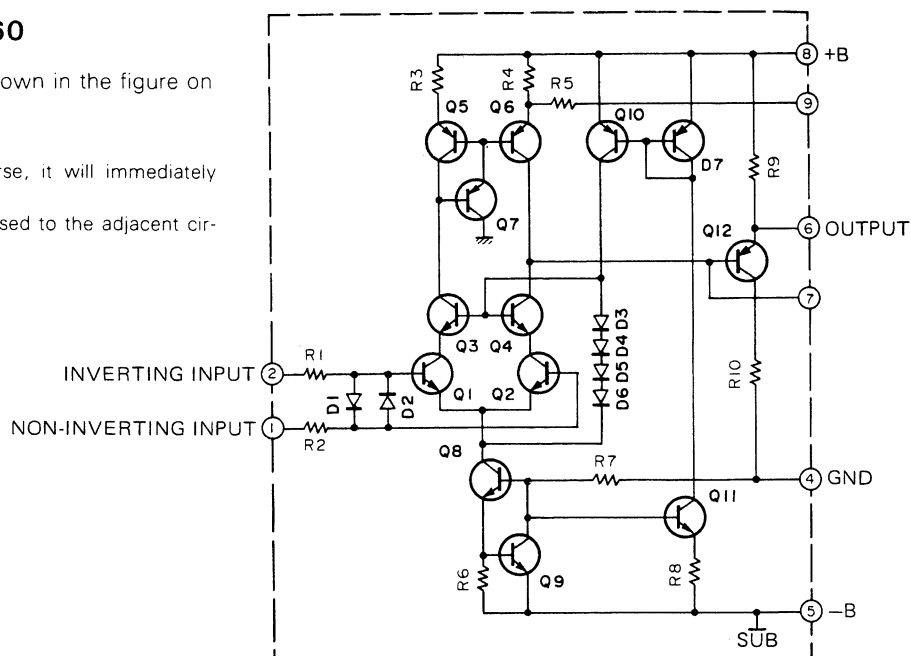 60
own in the figure on
rse, it will immediately
sed to the adjacent cir-
R3
R4
R5
8 +B
9
Q5
Q6
Q10
D7
R9
Q7
Q12
6 OUTPUT
7
Q3
Q4
D3
D4
D5
D6
R1
INVERTING INPUT 2
D1
D2
Q1
Q2
R10
NON-INVERTING INPUT 1
R2
Q8
R7
4 GND
Q11
R6
Q9
R8
5 −B
SUB